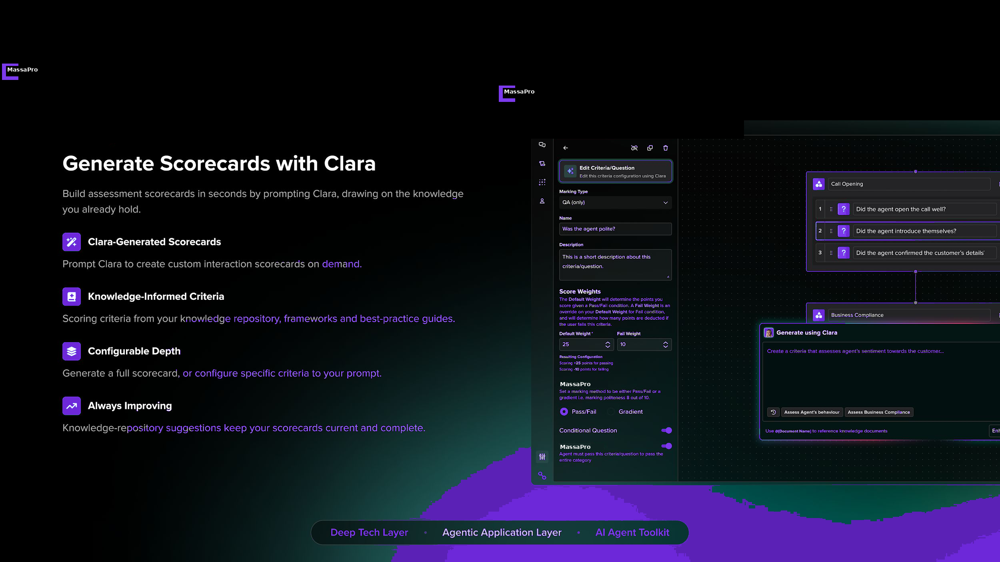 MassaPro
MassaPro
Generate Scorecards with Clara
Build assessment scorecards in seconds by prompting Clara, drawing on the knowledge
you already hold.
Clara-Generated Scorecards
Prompt Clara to create custom interaction scorecards on demand.
Knowledge-Informed Criteria
Scoring criteria from your knowledge repository, frameworks and best-practice guides.
Configurable Depth
Generate a full scorecard, or configure specific criteria to your prompt.
Always Improving
Knowledge-repository suggestions keep your scorecards current and complete.
Edit Criteria/Question
Edit this criteria configuration using Clara
Marking Type
QA (only)
Name
Was the agent polite?
Description
This is a short description about this
criteria/question.
Score Weights
The Default Weight will determine the points you
score given a Pass/Fail condition. A Fail Weight is an
override on your Default Weight for Fail condition,
and will determine how many points are deducted if
the user fails this criteria.
Default Weight* Fail Weight
25 10
Resulting Configuration
Scoring +25 points for passing
Scoring -10 points for failing
MassaPro
Set a marking method to be either Pass/Fail or a
gradient i.e. marking politeness 8 out of 10.
Pass/Fail Gradient
Conditional Question
MassaPro
Agent must pass this criteria/question to pass the
entire category
Call Opening
1 Did the agent open the call well?
2 Did the agent introduce themselves?
3 Did the agent confirmed the customer's details
Business Compliance
Generate using Clara
Create a criteria that assesses agent's sentiment towards the customer...
Assess Agent's behaviour Assess Business Compliance
Use @[Document Name] to reference knowledge documents
Enh
Deep Tech Layer • Agentic Application Layer • AI Agent Toolkit